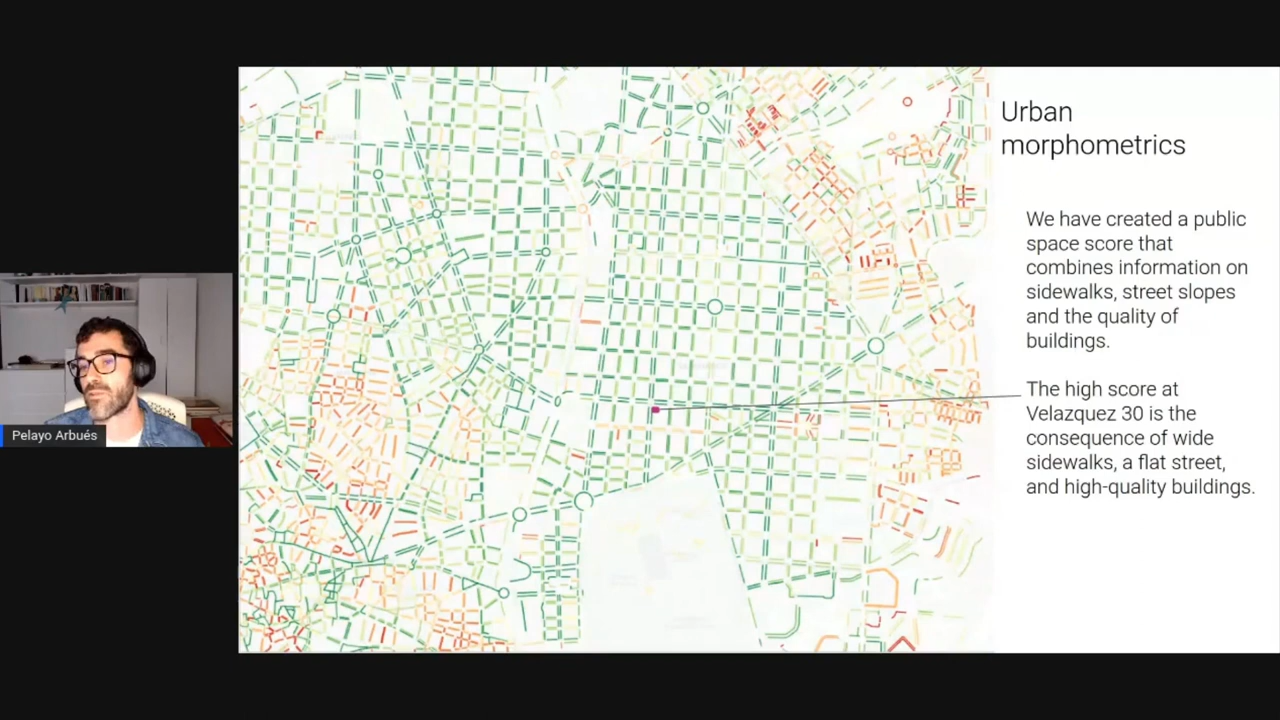 Urban
morphometrics
We have created a public
space score that
combines information on
sidewalks, street slopes
and the quality of
buildings.
The high score at
Velazquez 30 is the
consequence of wide
sidewalks, a flat street,
and high-quality buildings.
Pelayo Arbués